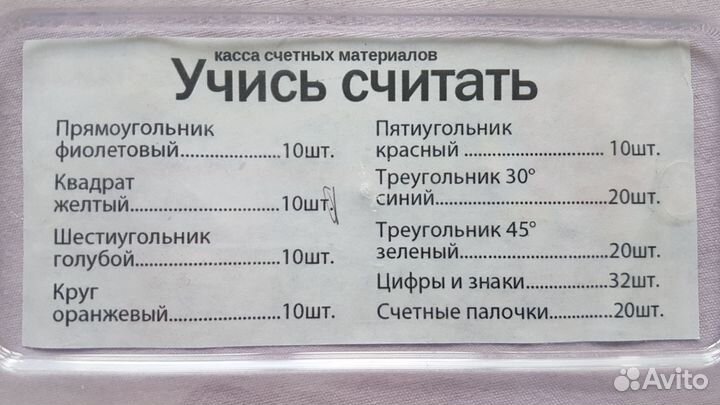 касса счетных материалов
Учись считать
Прямоугольник
фиолетовый......................10шт.
Квадрат
желтый.............................10шт.
Шестиугольник
голубой............................10шт.
Круг
оранжевый.......................10шт.
Пятиугольник
красный ............................. 10шт.
Треугольник 30°
синий...................................20шт.
Треугольник 45°
зеленый..............................20шт.
Цифры и знаки................32шт.
Счетные палочки.............20шт.
Avito